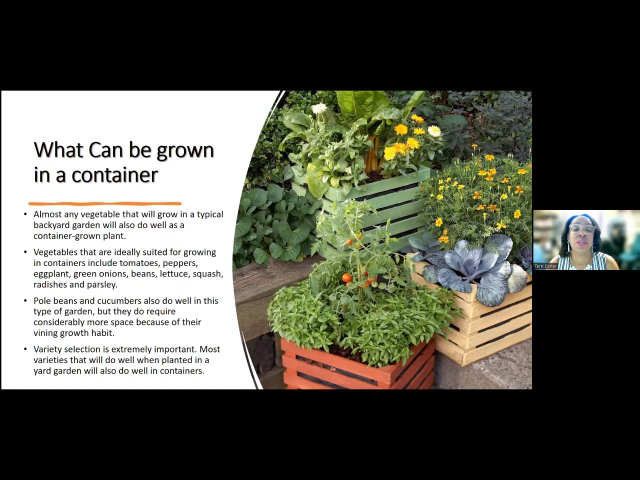 What Can be grown
in a container
• Almost any vegetable that will grow in a typical
backyard garden will also do well as a
container-grown plant.
• Vegetables that are ideally suited for growing
in containers include tomatoes, peppers,
eggplant, green onions, beans, lettuce, squash,
radishes and parsley.
• Pole beans and cucumbers also do well in this
type of garden, but they do require
considerably more space because of their
vining growth habit.
• Variety selection is extremely important. Most
varieties that will do well when planted in a
yard garden will also do well in containers.